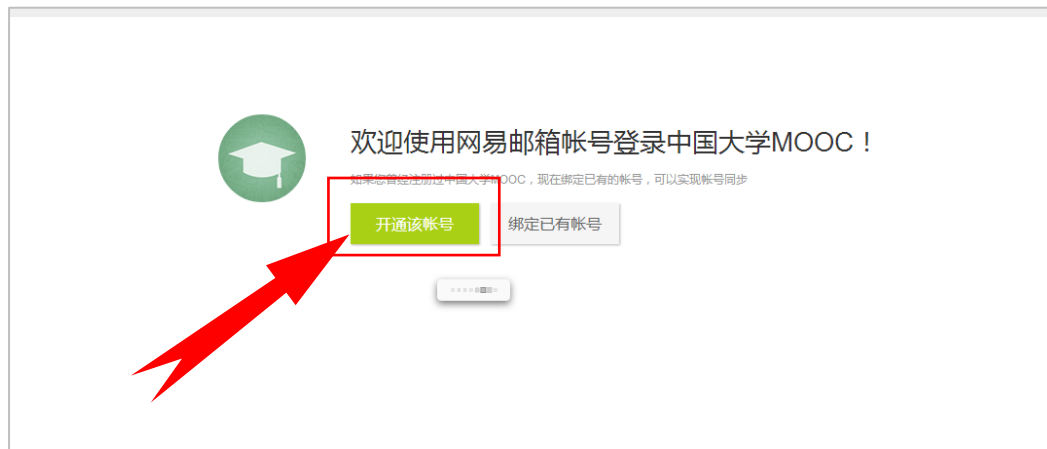 欢迎使用网易邮箱帐号登录中国大学MOOC！
如果您曾经注册过中国大学MOOC，现在绑定已有的帐号，可以实现帐号同步
开通该帐号
绑定已有帐号